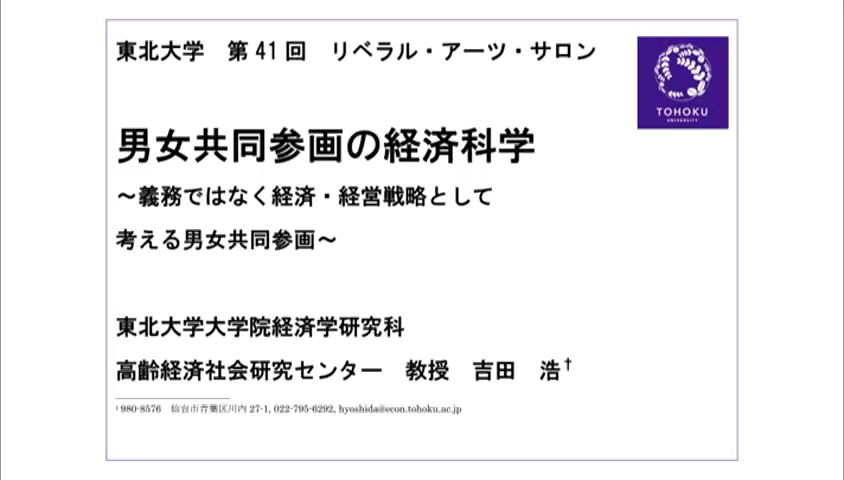 東北大学　第 41 回　リベラル・アーツ・サロン
TOHOKU
UNIVERSITY
男女共同参画の経済科学
～義務ではなく経済・経営戦略として
考える男女共同参画～
東北大学大学院経済学研究科
高齢経済社会研究センター　教授　吉田　浩†
980-8576　仙台市青葉区川内 27-1, 022-795-6292, hyoshida@econ.tohoku.ac.jp